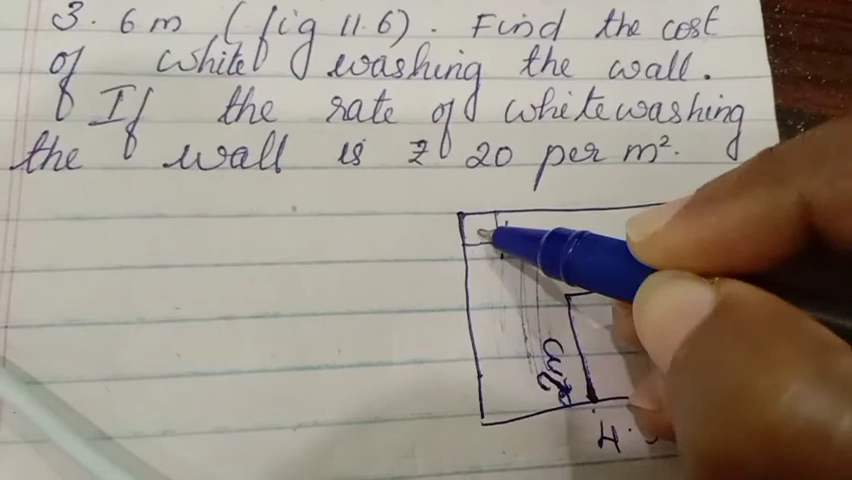 3. 6 m (fig 11.6). Find the cost
of white washing the wall.
If the rate of whitewashing
the wall is ₹ 20 per m².
4.